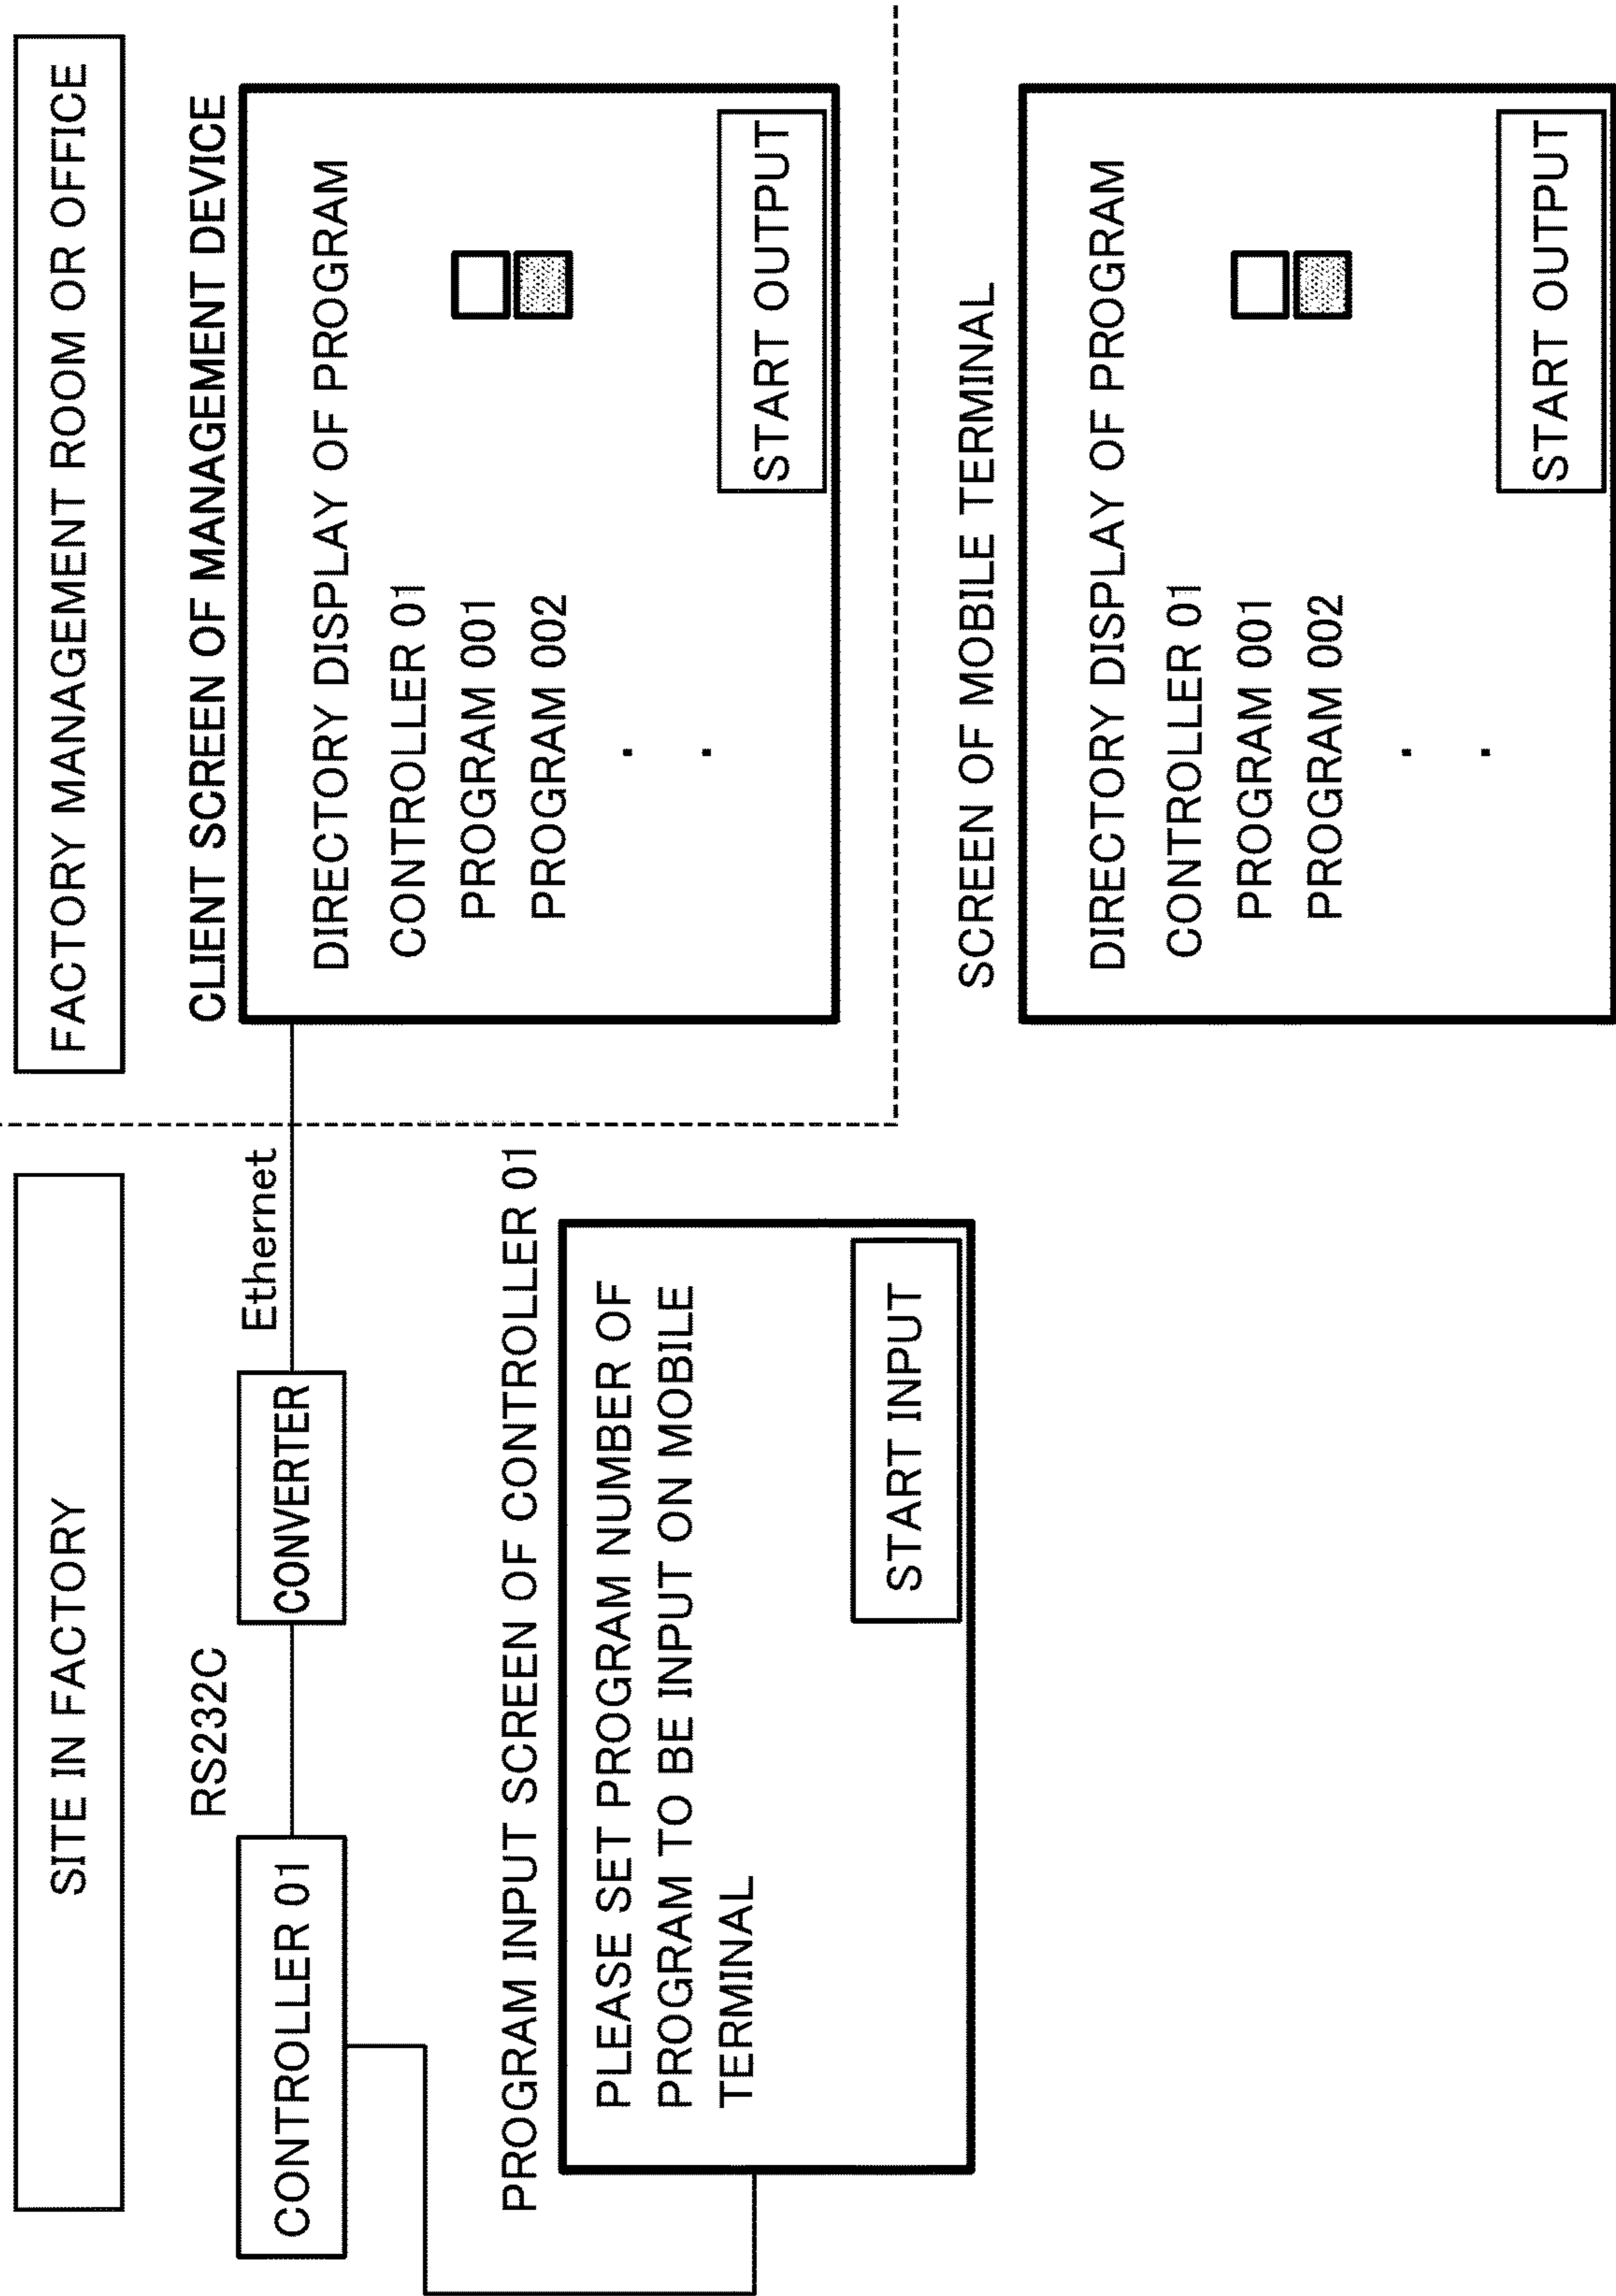 SITE IN FACTORY
FACTORY MANAGEMENT ROOM OR OFFICE
RS232C
CONTROLLER 01
CONVERTER
Ethernet
CLIENT SCREEN OF MANAGEMENT DEVICE
DIRECTORY DISPLAY OF PROGRAM
CONTROLLER 01
PROGRAM 001
PROGRAM 002
.
.
START OUTPUT
PROGRAM INPUT SCREEN OF CONTROLLER 01
PLEASE SET PROGRAM NUMBER OF
PROGRAM TO BE INPUT ON MOBILE
TERMINAL
START INPUT
SCREEN OF MOBILE TERMINAL
DIRECTORY DISPLAY OF PROGRAM
CONTROLLER 01
PROGRAM 001
PROGRAM 002
.
.
START OUTPUT